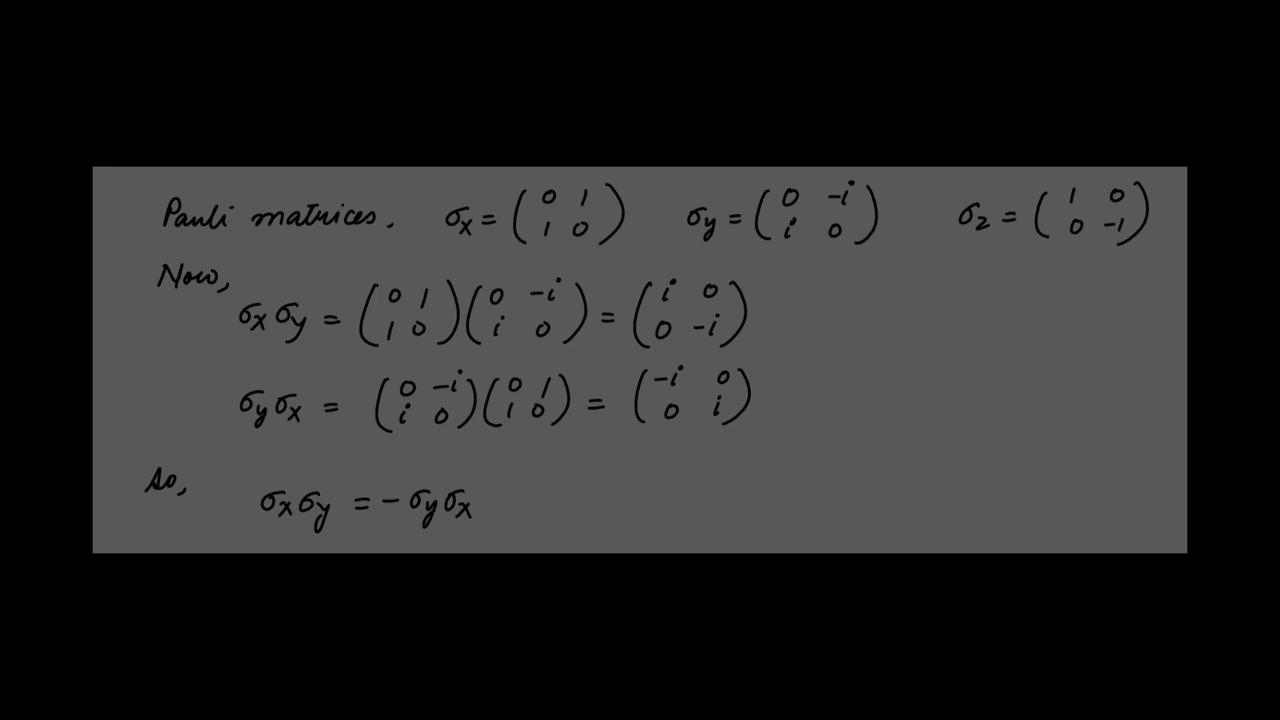 Pauli matrices. σx = (0 1 1 0) σy = (0 -i i 0) σz = (1 0 0 -1)
Now,
σx σy = (0 1 1 0)(0 -i i 0) = (i 0 0 -i)
σy σx = (0 -i i 0)(0 1 1 0) = (-i 0 0 i)
So,
σx σy = - σy σx